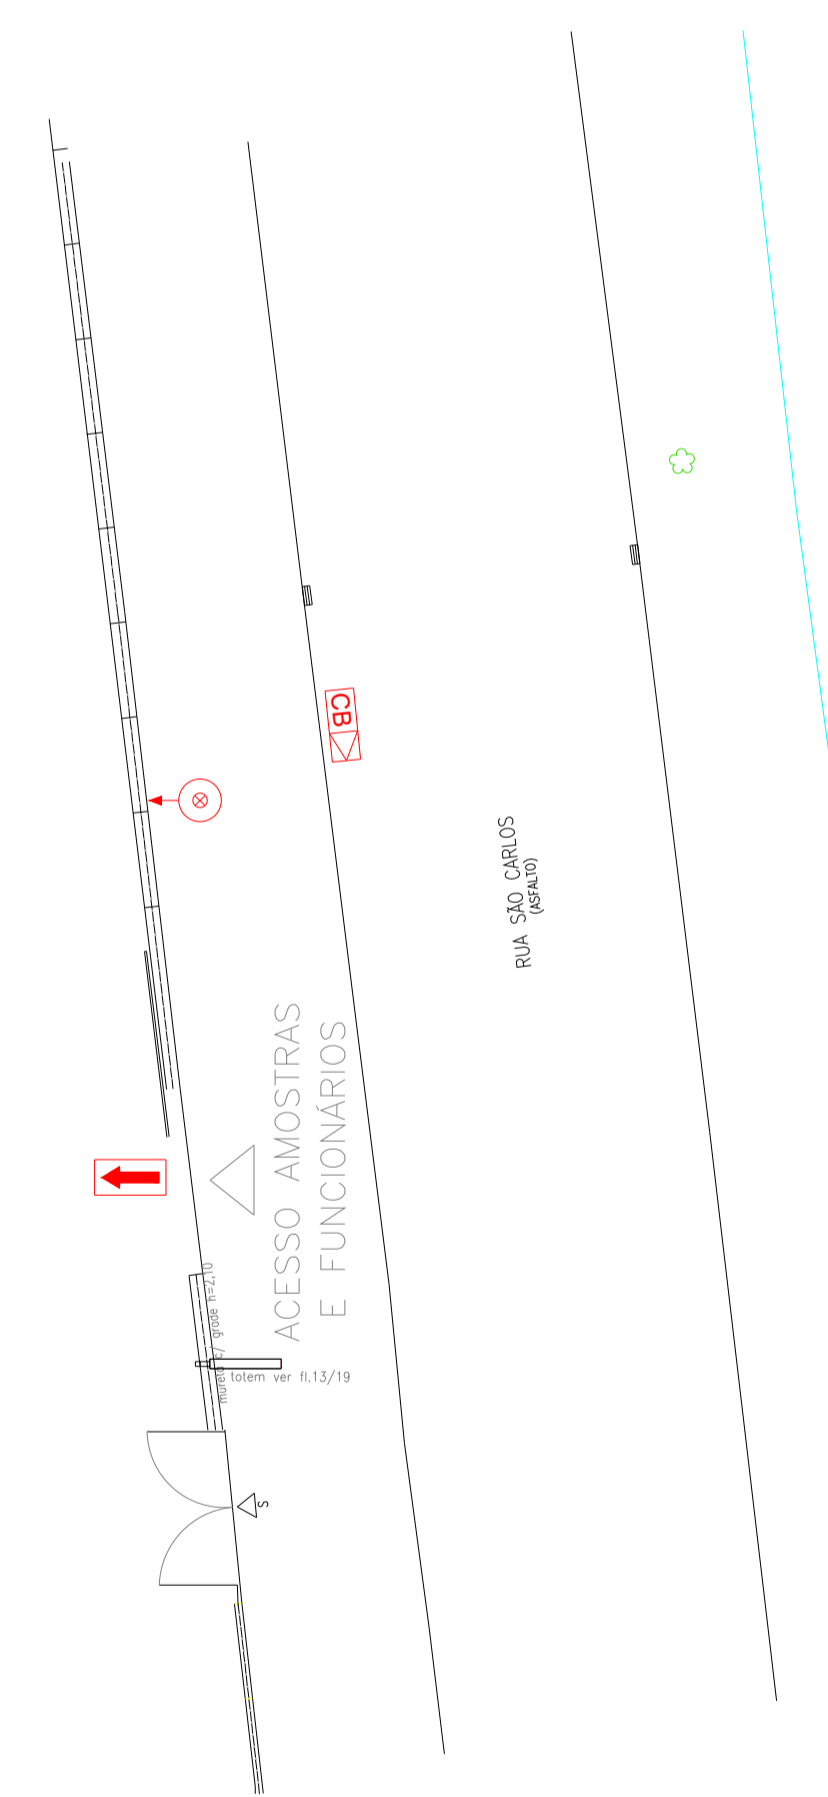 CB
RUA SÃO CARLOS
(ASFALTO)
ACESSO AMOSTRAS
E FUNCIONÁRIOS
mureta c/ grade h=2,10
totem ver fl,13/19
S